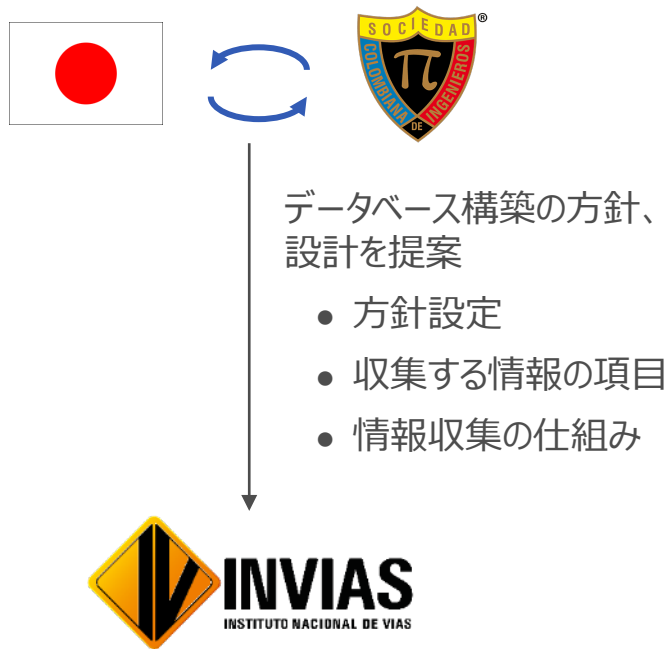 SOCIEDAD
®
COLOMBIANA
DE
INGENIEROS
データベース構築の方針、
設計を提案
● 方針設定
● 収集する情報の項目
● 情報収集の仕組み
INVIAS
INSTITUTO NACIONAL DE VIAS